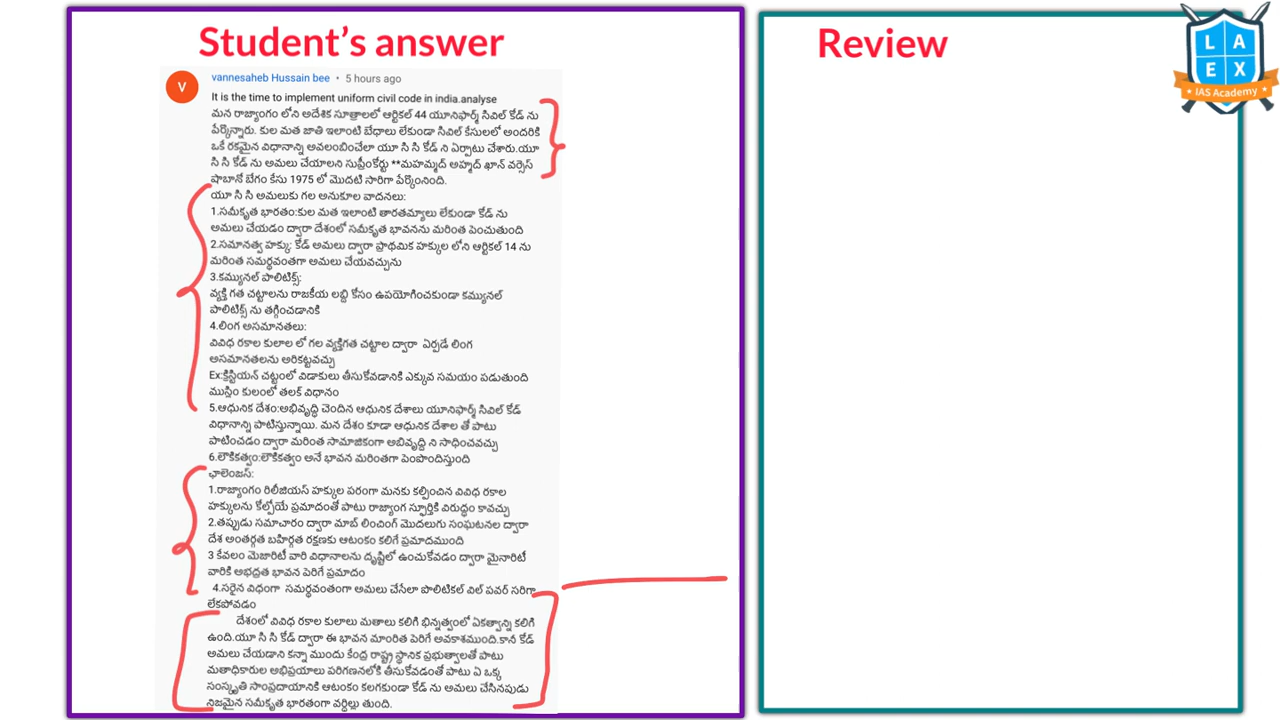 Student's answer
vannesaheb Hussain bee • 5 hours ago
V
It is the time to implement uniform civil code in india.analyse
మన రాజ్యాంగం లోని అదేశిక సూత్రాలలో ఆర్టికల్ 44 యూనిఫార్మ్ సివిల్ కోడ్ ను
పేర్కొన్నారు. కుల మత జాతి ఇలాంటి బేధాలు లేకుండా సివిల్ కేసులలో అందరికి
ఒకే రకమైన విధానాన్ని అవలంబించేలా యూ సి సి కోడ్ ని ఏర్పాటు చేశారు.యూ
సి సి కోడ్ ను అమలు చేయాలని సుప్రీంకోర్టు **మహమ్మద్ అహ్మద్ ఖాన్ వర్సెస్
షాబానో బేగం కేసు 1975 లో మొదటి సారిగా పేర్కొనింది.
యూ సి సి అమలుకు గల అనుకూల వాదనలు:
1.సమీకృత భారతం:కుల మత ఇలాంటి తారతమ్యాలు లేకుండా కోడ్ ను
అమలు చేయడం ద్వారా దేశంలో సమీకృత భావనను మరింత పెంచుతుంది
2.సమానత్వ హక్కు: కోడ్ అమలు ద్వారా ప్రాథమిక హక్కుల లోని ఆర్టికల్ 14 ను
మరింత సమర్థవంతగా అమలు చేయవచ్చును
3.కమ్యునల్ పాలిటిక్స్:
వ్యక్తి గత చట్టాలను రాజకీయ లబ్ది కోసం ఉపయోగించకుండా కమ్యునల్
పాలిటిక్స్ ను తగ్గించడానికి
4.లింగ అసమానతలు:
వివిధ రకాల కులాల లో గల వ్యక్తిగత చట్టాల ద్వారా ఏర్పడే లింగ
అసమానతలను అరికట్టవచ్చు
Ex:క్రిస్టియన్ చట్టంలో విడాకులు తీసుకోవడానికి ఎక్కువ సమయం పడుతుంది
ముస్లిం కులంలో తలక్ విధానం
5.ఆధునిక దేశం:అభివృద్ధి చెందిన ఆధునిక దేశాలు యూనిఫార్మ్ సివిల్ కోడ్
విధానాన్ని పాటిస్తున్నాయి. మన దేశం కూడా ఆధునిక దేశాల తో పాటు
పాటించడం ద్వారా మరింత సామాజికంగా అబివృద్ది ని సాధించవచ్చు
6.లౌకికత్వం:లౌకికత్వం అనే భావన మరింతగా పెంపొందిస్తుంది
ఛాలెంజస్:
1.రాజ్యాంగం రిలీజియస్ హక్కుల పరంగా మనకు కల్పించిన వివిధ రకాల
హక్కులను కోల్పోయే ప్రమాదంతో పాటు రాజ్యాంగ స్ఫూర్తికి విరుద్ధం కావచ్చు
2.తప్పుడు సమాచారం ద్వారా మాబ్ లించింగ్ మొదలుగు సంఘటనల ద్వారా
దేశ అంతర్గత బహిర్గత రక్షణకు ఆటంకం కలిగే ప్రమాదముంది
3 కేవలం మెజారిటీ వారి విధానాలను దృష్టిలో ఉంచుకోవడం ద్వారా మైనారిటీ
వారికి అభద్రత భావన పెరిగే ప్రమాదం
4.సరైన విధంగా సమర్థవంతంగా అమలు చేసేలా పొలిటికల్ విల్ పవర్ సరిగా
లేకపోవడం
దేశంలో వివిధ రకాల కులాలు మతాలు కలిగి భిన్నత్వంలో ఏకత్వాన్ని కలిగి
ఉంది.యూ సి సి కోడ్ ద్వారా ఈ భావన మారింత పెరిగే అవకాశముంది.కాన కోడ్
అమలు చేయడాని కన్నా ముందు కేంద్ర రాష్ట్ర స్థానిక ప్రభుత్వాలతో పాటు
మతాధికారుల అభిప్రయాలు పరిగణనలోకి తీసుకోవడంతో పాటు ఏ ఒక్క
సంస్కృతి సాంప్రదాయానికి ఆటంకం కలగకుండా కోడ్ ను అమలు చేసినపుడు
నిజమైన సమీకృత భారతంగా వర్ధిల్లు తుంది.
Review
L A
E X
IAS Academy